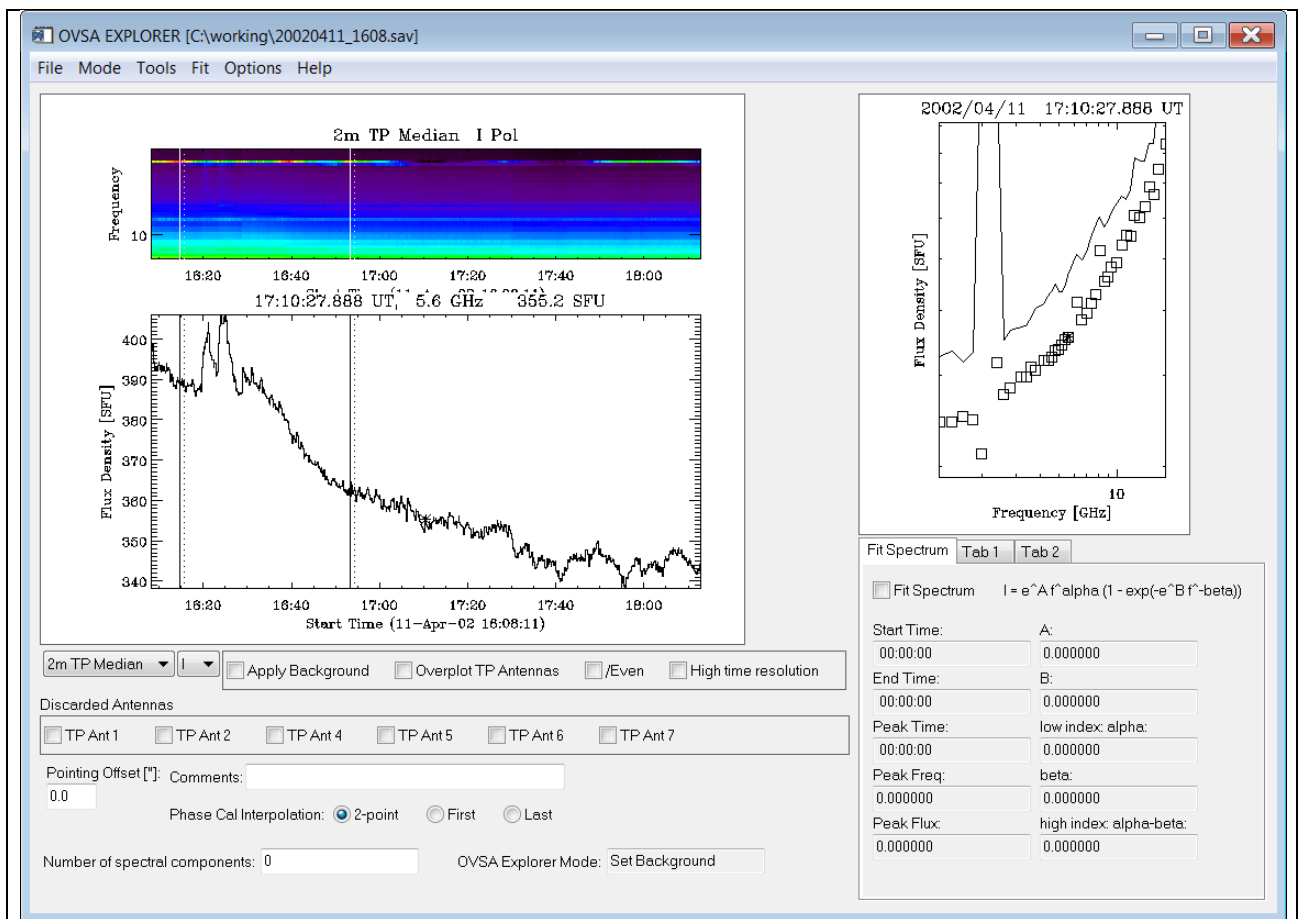 OVSA EXPLORER [C:\working\20020411_1608.sav]
File Mode Tools Fit Options Help
2m TP Median I Pol
Frequency
10
16:20 16:40 17:00 17:20 17:40 18:00
17:10:27.888 UT, 5.6 GHz 355.2 SFU
Flux Density [SFU]
400
390
380
370
360
350
340
16:20 16:40 17:00 17:20 17:40 18:00
Start Time (11-Apr-02 16:08:11)
2002/04/11 17:10:27.888 UT
Flux Density [SFU]
10
Frequency [GHz]
2m TP Median I Apply Background Overplot TP Antennas /Even High time resolution
Discarded Antennas
TP Ant 1 TP Ant 2 TP Ant 4 TP Ant 5 TP Ant 6 TP Ant 7
Pointing Offset ["]: Comments:
0.0
Phase Cal Interpolation: 2-point First Last
Number of spectral components: 0 OVSA Explorer Mode: Set Background
Fit Spectrum Tab 1 Tab 2
Fit Spectrum I = e^A f^alpha (1 - exp(-e^B f^-beta))
Start Time: A:
00:00:00 0.000000
End Time: B:
00:00:00 0.000000
Peak Time: low index: alpha:
00:00:00 0.000000
Peak Freq: beta:
0.000000 0.000000
Peak Flux: high index: alpha-beta:
0.000000 0.000000